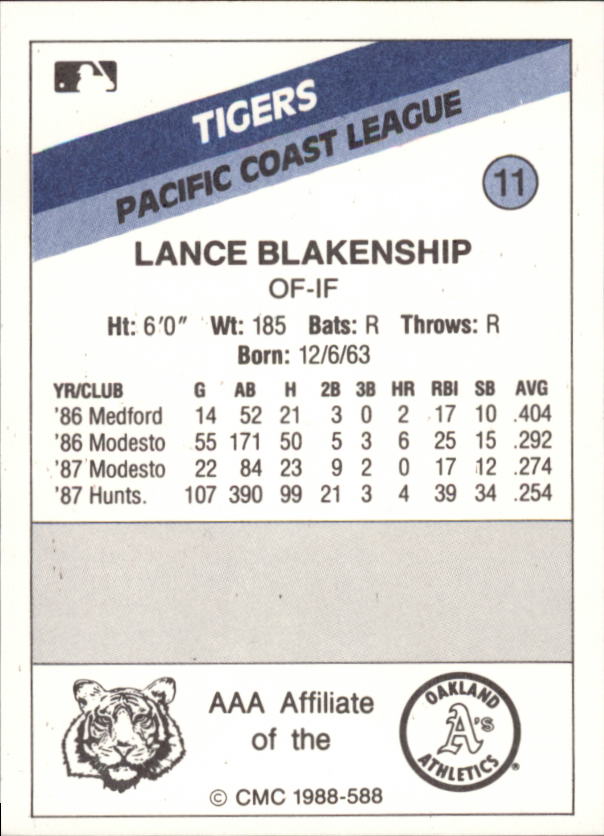 TIGERS
PACIFIC COAST LEAGUE
11
LANCE BLAKENSHIP
OF-IF
Ht: 6'0" Wt: 185 Bats: R Throws: R
Born: 12/6/63
YR/CLUB G AB H 2B 3B HR RBI SB AVG
'86 Medford 14 52 21 3 0 2 17 10 .404
'86 Modesto 55 171 50 5 3 6 25 15 .292
'87 Modesto 22 84 23 9 2 0 17 12 .274
'87 Hunts. 107 390 99 21 3 4 39 34 .254
AAA Affiliate
of the
OAKLAND
A's
ATHLETICS ®
© CMC 1988-588